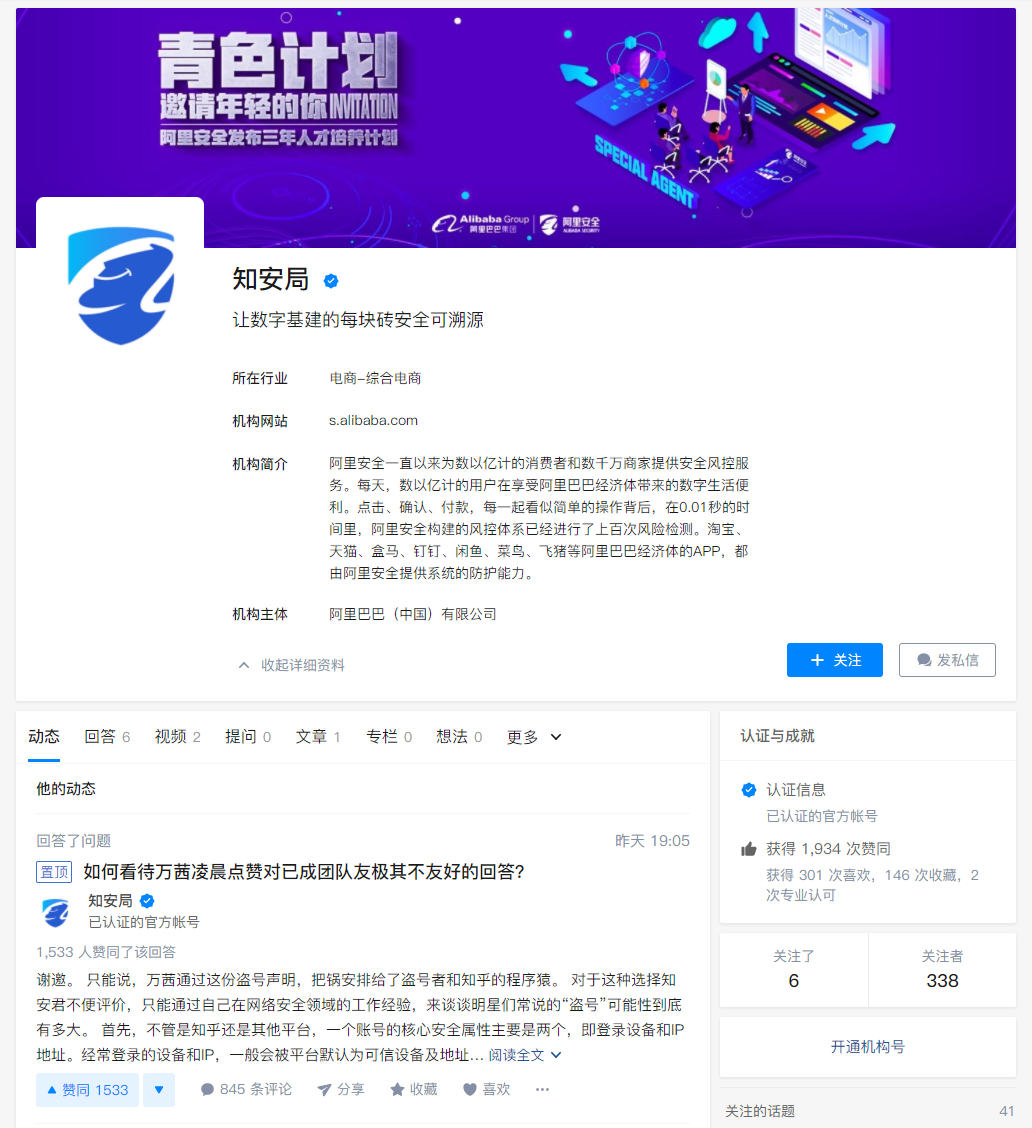 青色计划
邀请年轻的你INVITATION
阿里安全发布三年人才培养计划
SPECIAL AGENT
Alibaba Group
阿里巴巴集团
阿里安全
ALIBABA SECURITY
知安局
让数字基建的每块砖安全可溯源
所在行业 电商-综合电商
机构网站 s.alibaba.com
机构简介 阿里安全一直以来为数以亿计的消费者和数千万商家提供安全风控服
务。每天，数以亿计的用户在享受阿里巴巴经济体带来的数字生活便
利。点击、确认、付款，每一起看似简单的操作背后，在0.01秒的时
间里，阿里安全构建的风控体系已经进行了上百次风险检测。淘宝、
天猫、盒马、钉钉、闲鱼、菜鸟、飞猪等阿里巴巴经济体的APP，都
由阿里安全提供系统的防护能力。
机构主体 阿里巴巴（中国）有限公司
收起详细资料
+ 关注
发私信
动态 回答 6 视频 2 提问 0 文章 1 专栏 0 想法 0 更多
他的动态
回答了问题 昨天 19:05
置顶 如何看待万茜凌晨点赞对已成团队友极其不友好的回答?
知安局
已认证的官方帐号
1,533 人赞同了该回答
谢邀。 只能说，万茜通过这份盗号声明，把锅安排给了盗号者和知乎的程序猿。 对于这种选择知
安君不便评价，只能通过自己在网络安全领域的工作经验，来谈谈明星们常说的“盗号”可能性到底
有多大。 首先，不管是知乎还是其他平台，一个账号的核心安全属性主要是两个，即登录设备和IP
地址。经常登录的设备和IP，一般会被平台默认为可信设备及地址… 阅读全文
赞同 1533 845 条评论 分享 收藏 喜欢 ···
认证与成就
认证信息
已认证的官方帐号
获得 1,934 次赞同
获得 301 次喜欢，146 次收藏，2
次专业认可
关注了 关注者
6 338
开通机构号
关注的话题 41